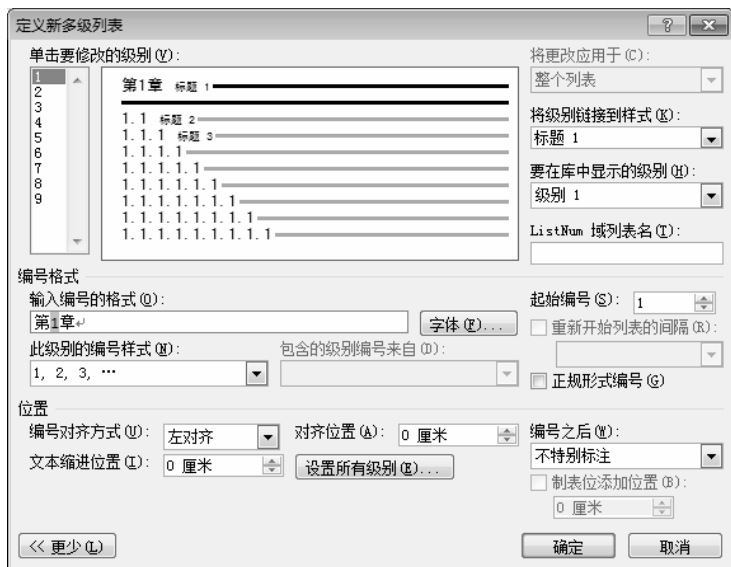 定义新多级列表
单击要修改的级别(V):
1
2
3
4
5
6
7
8
9
第1章 标题 1
1.1 标题 2
1.1.1 标题 3
1.1.1.1
1.1.1.1.1
1.1.1.1.1.1
1.1.1.1.1.1.1
1.1.1.1.1.1.1.1
1.1.1.1.1.1.1.1.1
将更改应用于(C):
整个列表
将级别链接到样式(K):
标题 1
要在库中显示的级别(H):
级别 1
ListNum 域列表名(T):
编号格式
输入编号的格式(O):
第1章↵
字体(F)...
此级别的编号样式(N):
1, 2, 3, …
包含的级别编号来自(D):
起始编号(S): 1
重新开始列表的间隔(R):
正规形式编号(G)
位置
编号对齐方式(U): 左对齐
对齐位置(A): 0 厘米
文本缩进位置(I): 0 厘米
设置所有级别(E)...
编号之后(W):
不特别标注
制表位添加位置(B):
0 厘米
<< 更少(L)
确定
取消